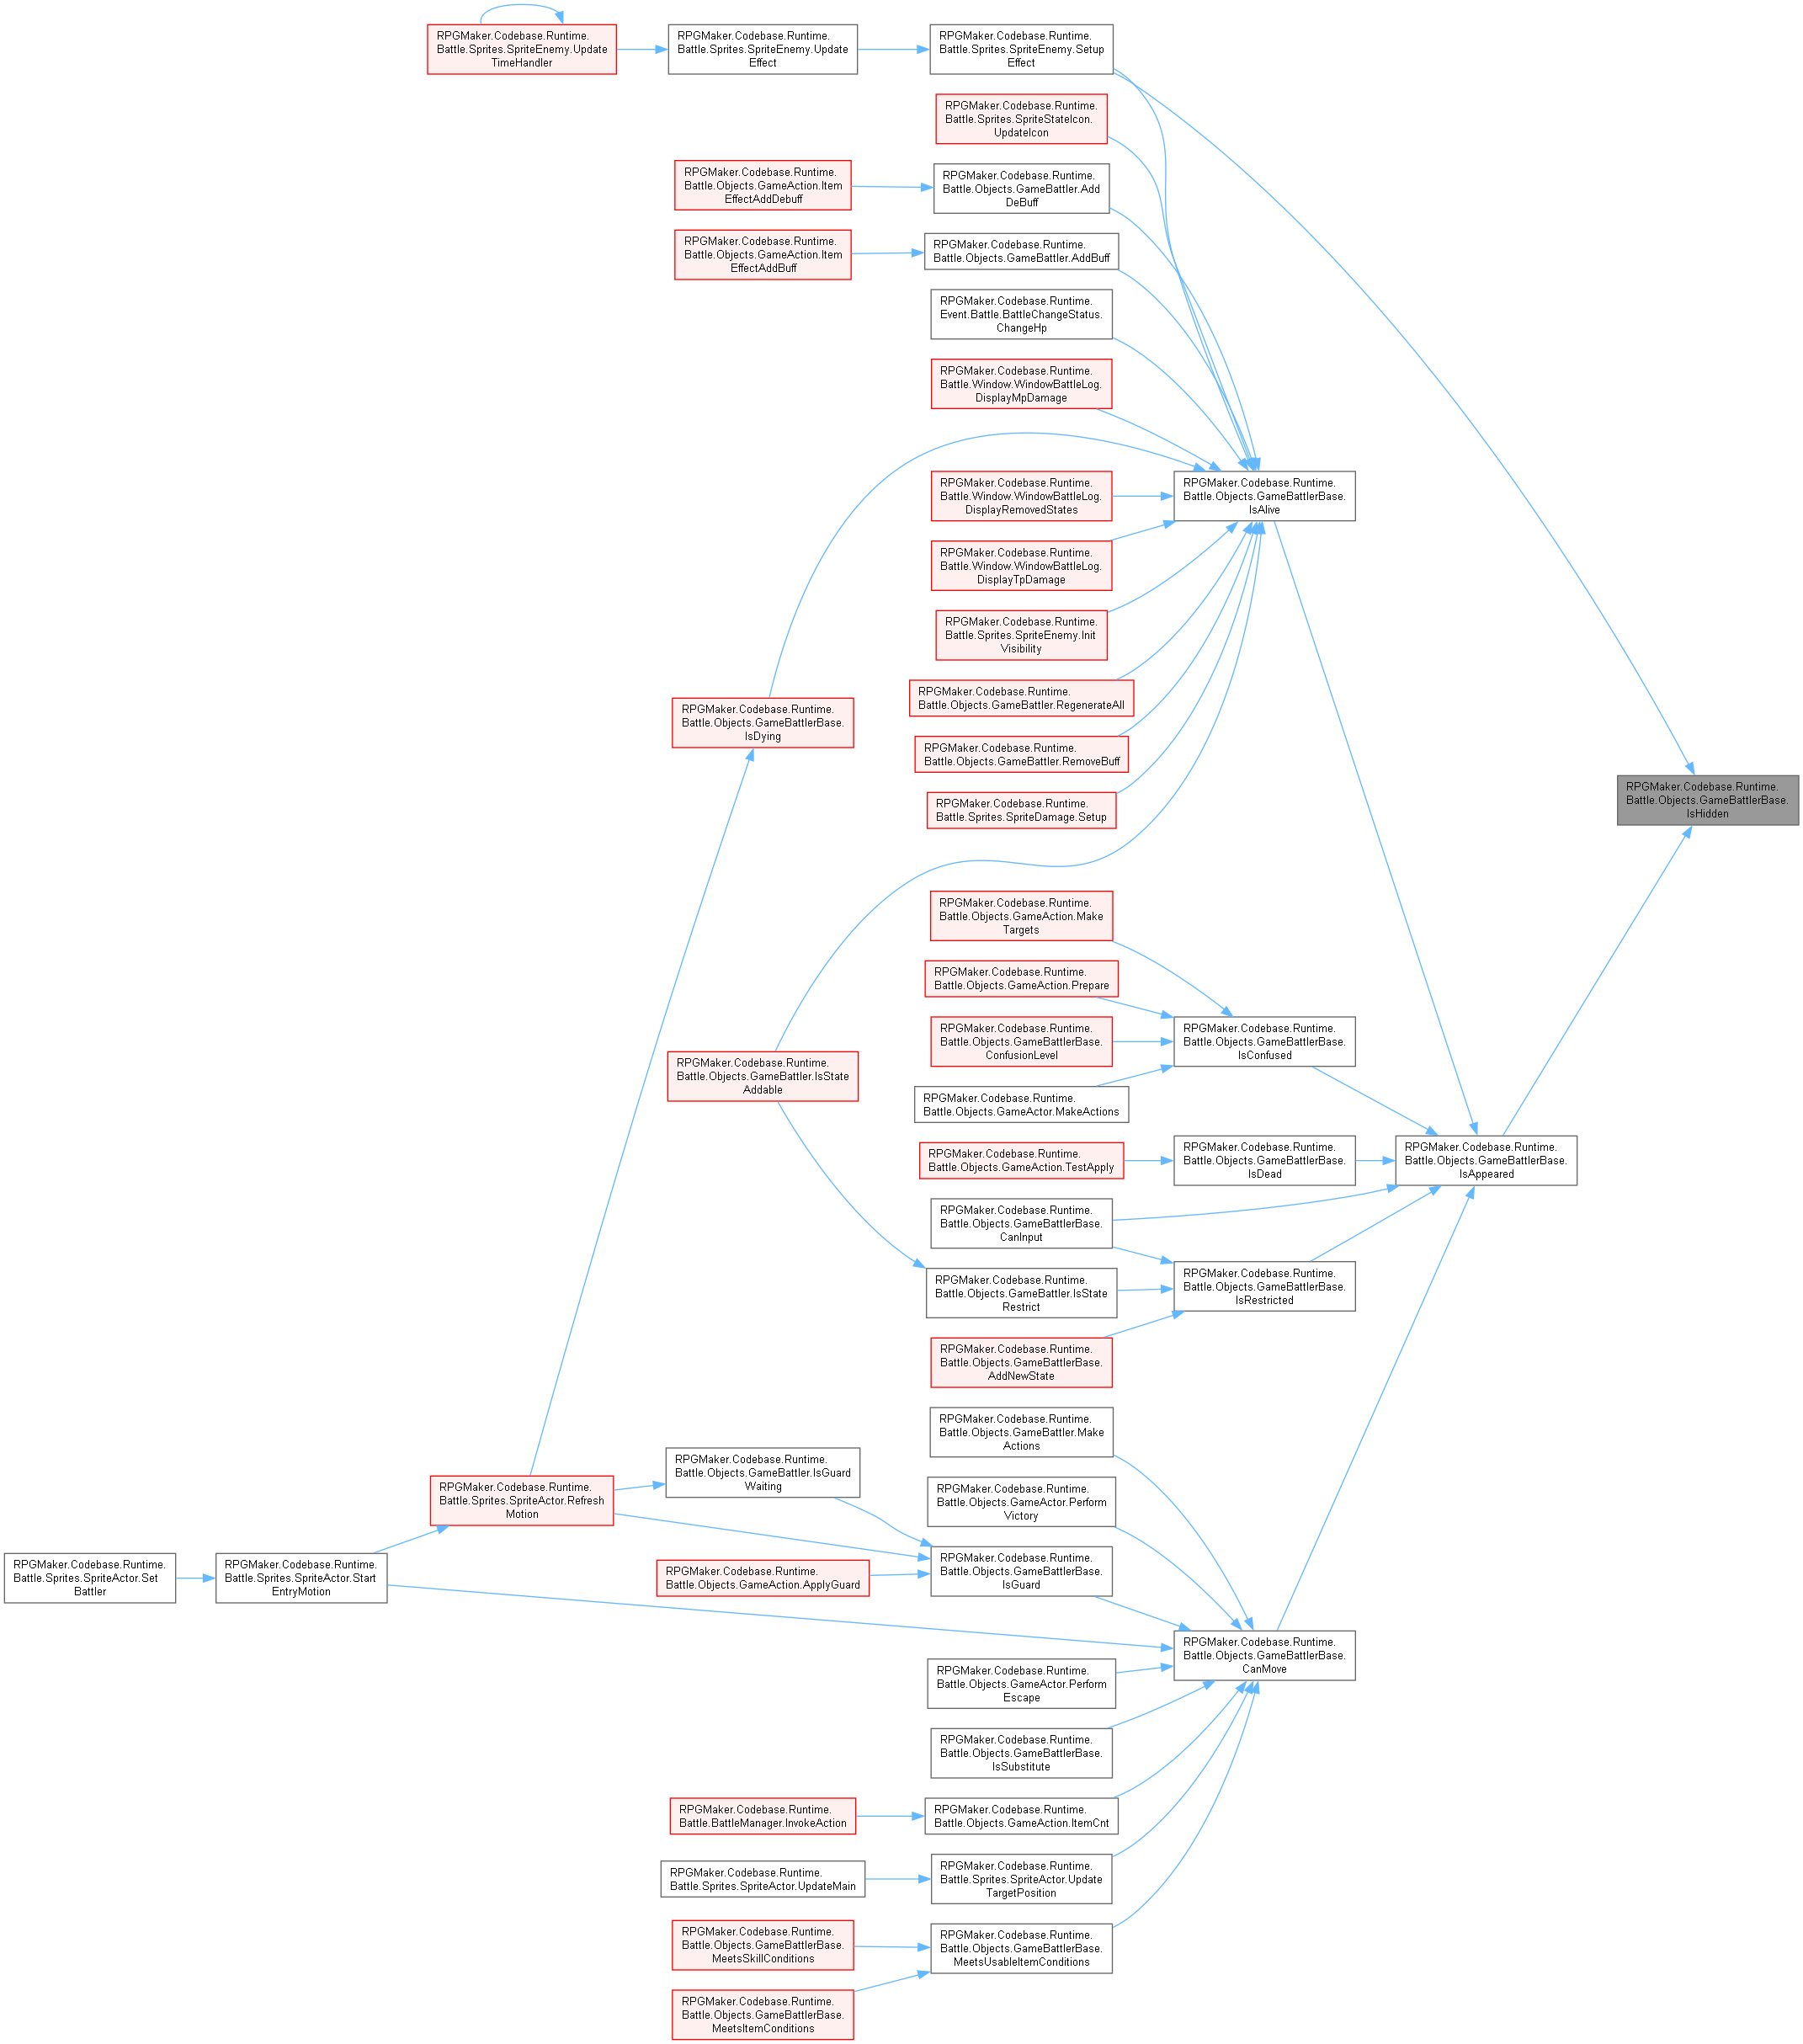 RPGMaker.Codebase.Runtime.
Battle.Sprites.SpriteEnemy.Update
TimeHandler
RPGMaker.Codebase.Runtime.
Battle.Sprites.SpriteEnemy.Update
Effect
RPGMaker.Codebase.Runtime.
Battle.Sprites.SpriteEnemy.Setup
Effect
RPGMaker.Codebase.Runtime.
Battle.Sprites.SpriteStateIcon.
UpdateIcon
RPGMaker.Codebase.Runtime.
Battle.Objects.GameAction.Item
EffectAddDebuff
RPGMaker.Codebase.Runtime.
Battle.Objects.GameBattler.Add
DeBuff
RPGMaker.Codebase.Runtime.
Battle.Objects.GameAction.Item
EffectAddBuff
RPGMaker.Codebase.Runtime.
Battle.Objects.GameBattler.AddBuff
RPGMaker.Codebase.Runtime.
Event.Battle.BattleChangeStatus.
ChangeHp
RPGMaker.Codebase.Runtime.
Battle.Window.WindowBattleLog.
DisplayMpDamage
RPGMaker.Codebase.Runtime.
Battle.Window.WindowBattleLog.
DisplayRemovedStates
RPGMaker.Codebase.Runtime.
Battle.Objects.GameBattlerBase.
IsAlive
RPGMaker.Codebase.Runtime.
Battle.Window.WindowBattleLog.
DisplayTpDamage
RPGMaker.Codebase.Runtime.
Battle.Sprites.SpriteEnemy.Init
Visibility
RPGMaker.Codebase.Runtime.
Battle.Objects.GameBattler.RegenerateAll
RPGMaker.Codebase.Runtime.
Battle.Objects.GameBattlerBase.
IsDying
RPGMaker.Codebase.Runtime.
Battle.Objects.GameBattler.RemoveBuff
RPGMaker.Codebase.Runtime.
Battle.Sprites.SpriteDamage.Setup
RPGMaker.Codebase.Runtime.
Battle.Objects.GameBattlerBase.
IsHidden
RPGMaker.Codebase.Runtime.
Battle.Objects.GameAction.Make
Targets
RPGMaker.Codebase.Runtime.
Battle.Objects.GameAction.Prepare
RPGMaker.Codebase.Runtime.
Battle.Objects.GameBattlerBase.
ConfusionLevel
RPGMaker.Codebase.Runtime.
Battle.Objects.GameBattlerBase.
IsConfused
RPGMaker.Codebase.Runtime.
Battle.Objects.GameBattler.IsState
Addable
RPGMaker.Codebase.Runtime.
Battle.Objects.GameActor.MakeActions
RPGMaker.Codebase.Runtime.
Battle.Objects.GameAction.TestApply
RPGMaker.Codebase.Runtime.
Battle.Objects.GameBattlerBase.
IsDead
RPGMaker.Codebase.Runtime.
Battle.Objects.GameBattlerBase.
IsAppeared
RPGMaker.Codebase.Runtime.
Battle.Objects.GameBattlerBase.
CanInput
RPGMaker.Codebase.Runtime.
Battle.Objects.GameBattler.IsState
Restrict
RPGMaker.Codebase.Runtime.
Battle.Objects.GameBattlerBase.
IsRestricted
RPGMaker.Codebase.Runtime.
Battle.Objects.GameBattlerBase.
AddNewState
RPGMaker.Codebase.Runtime.
Battle.Objects.GameBattler.Make
Actions
RPGMaker.Codebase.Runtime.
Battle.Objects.GameBattler.IsGuard
Waiting
RPGMaker.Codebase.Runtime.
Battle.Sprites.SpriteActor.Refresh
Motion
RPGMaker.Codebase.Runtime.
Battle.Objects.GameActor.Perform
Victory
RPGMaker.Codebase.Runtime.
Battle.Sprites.SpriteActor.Set
Battler
RPGMaker.Codebase.Runtime.
Battle.Sprites.SpriteActor.Start
EntryMotion
RPGMaker.Codebase.Runtime.
Battle.Objects.GameAction.ApplyGuard
RPGMaker.Codebase.Runtime.
Battle.Objects.GameBattlerBase.
IsGuard
RPGMaker.Codebase.Runtime.
Battle.Objects.GameBattlerBase.
CanMove
RPGMaker.Codebase.Runtime.
Battle.Objects.GameActor.Perform
Escape
RPGMaker.Codebase.Runtime.
Battle.Objects.GameBattlerBase.
IsSubstitute
RPGMaker.Codebase.Runtime.
Battle.BattleManager.InvokeAction
RPGMaker.Codebase.Runtime.
Battle.Objects.GameAction.ItemCnt
RPGMaker.Codebase.Runtime.
Battle.Sprites.SpriteActor.UpdateMain
RPGMaker.Codebase.Runtime.
Battle.Sprites.SpriteActor.Update
TargetPosition
RPGMaker.Codebase.Runtime.
Battle.Objects.GameBattlerBase.
MeetsSkillConditions
RPGMaker.Codebase.Runtime.
Battle.Objects.GameBattlerBase.
MeetsUsableItemConditions
RPGMaker.Codebase.Runtime.
Battle.Objects.GameBattlerBase.
MeetsItemConditions